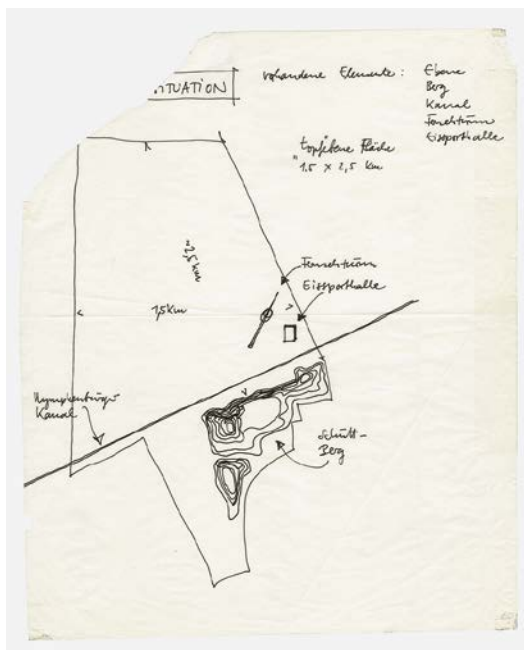 SITUATION
vorhandene Elemente: Ebene
Berg
Kanal
Fernsehturm
Eissporthalle
topfebene Fläche
1,5 x 2,5 km
~2,5 km
1,5 km
Fernsehturm
Eissporthalle
Nymphenburger
Kanal
Schutt-
Berg